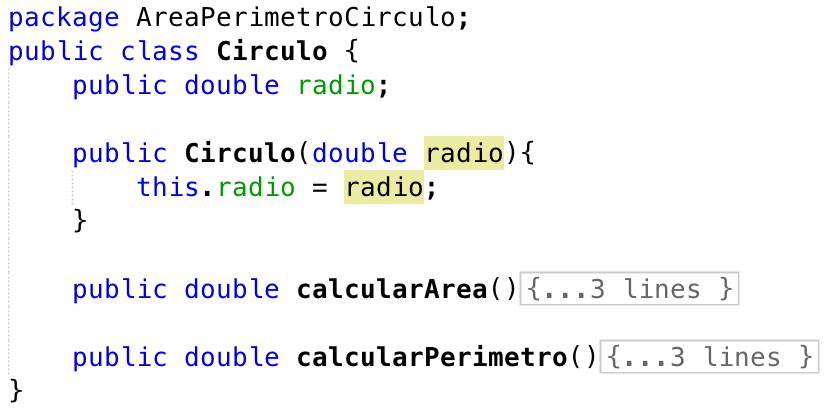 package AreaPerimetroCirculo;
public class Circulo {
    public double radio;

    public Circulo(double radio){
        this.radio = radio;
    }

    public double calcularArea(){...3 lines }

    public double calcularPerimetro(){...3 lines }
}